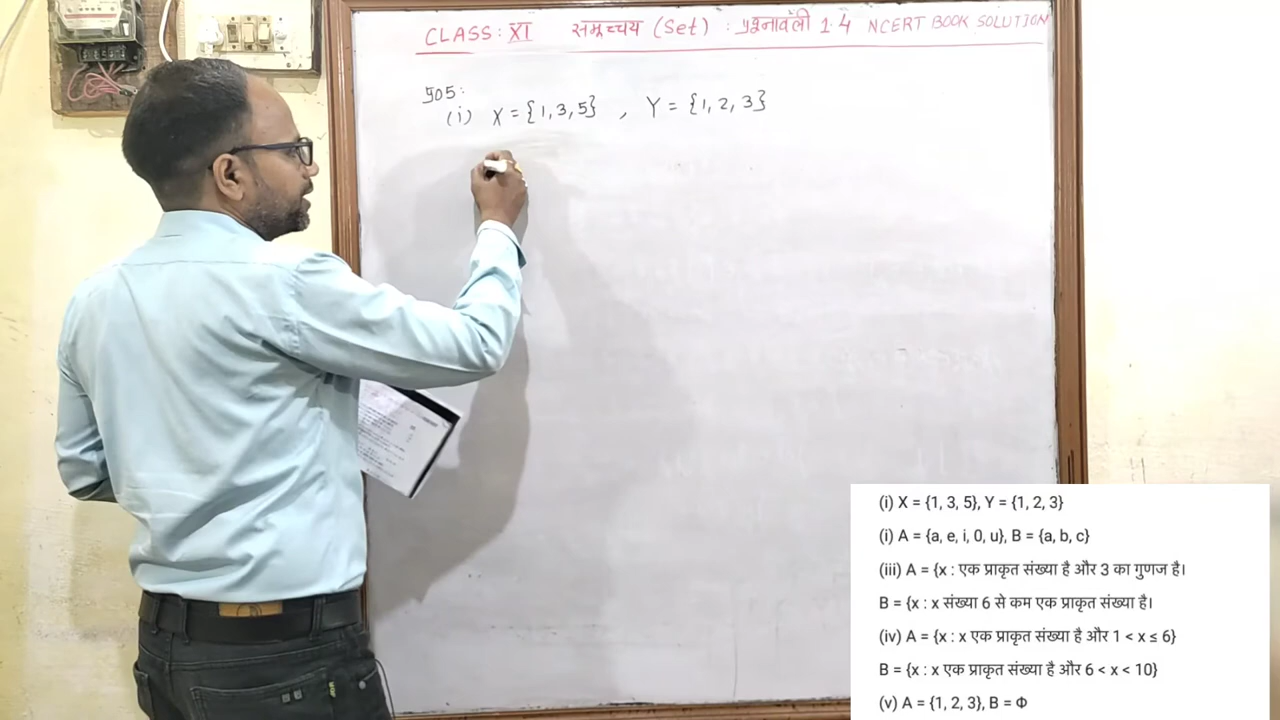 CLASS: XI समुच्चय (Set) : प्रश्नावली 1.4 NCERT BOOK SOLUTION
प्र05:
(i) X = {1, 3, 5} , Y = {1, 2, 3}
(i) X = {1, 3, 5}, Y = {1, 2, 3}
(i) A = {a, e, i, 0, u}, B = {a, b, c}
(iii) A = {x : एक प्राकृत संख्या है और 3 का गुणज है।
B = {x : x संख्या 6 से कम एक प्राकृत संख्या है।
(iv) A = {x : x एक प्राकृत संख्या है और 1 < x ≤ 6}
B = {x : x एक प्राकृत संख्या है और 6 < x < 10}
(v) A = {1, 2, 3}, B = Φ